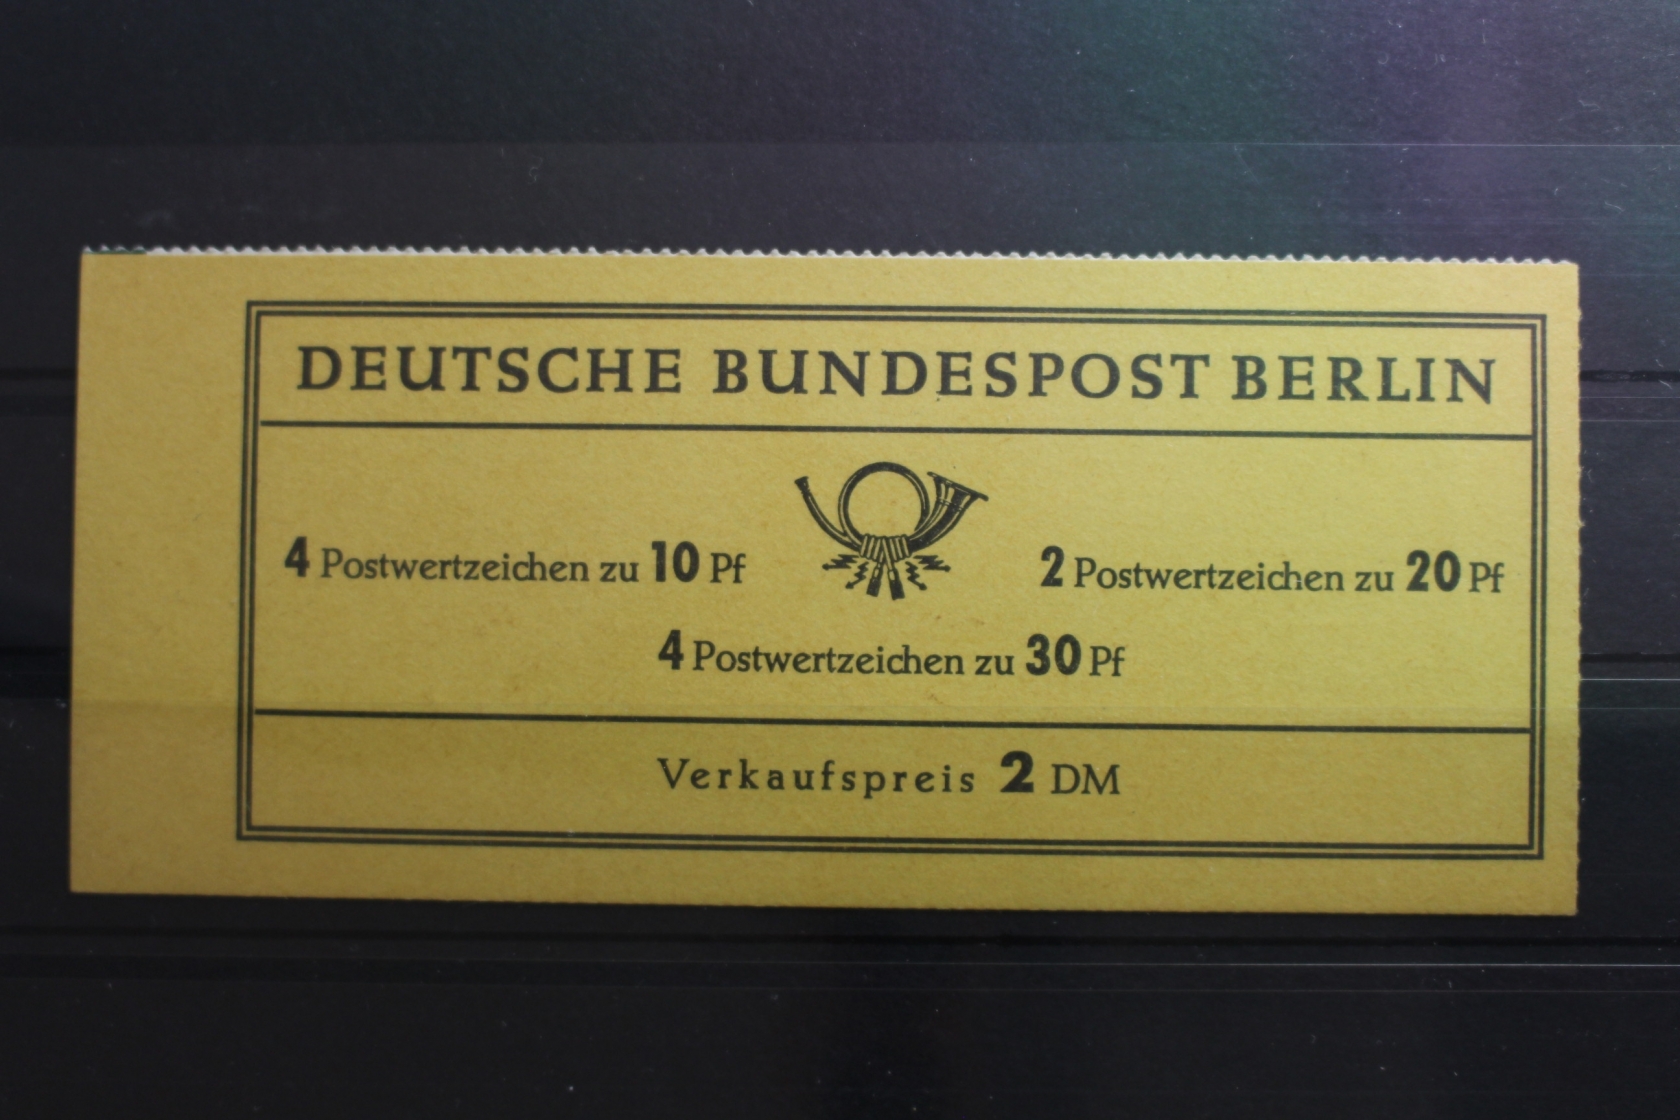 DEUTSCHE BUNDESPOST BERLIN
4 Postwertzeichen zu 10 Pf
2 Postwertzeichen zu 20 Pf
4 Postwertzeichen zu 30 Pf
Verkaufspreis 2 DM